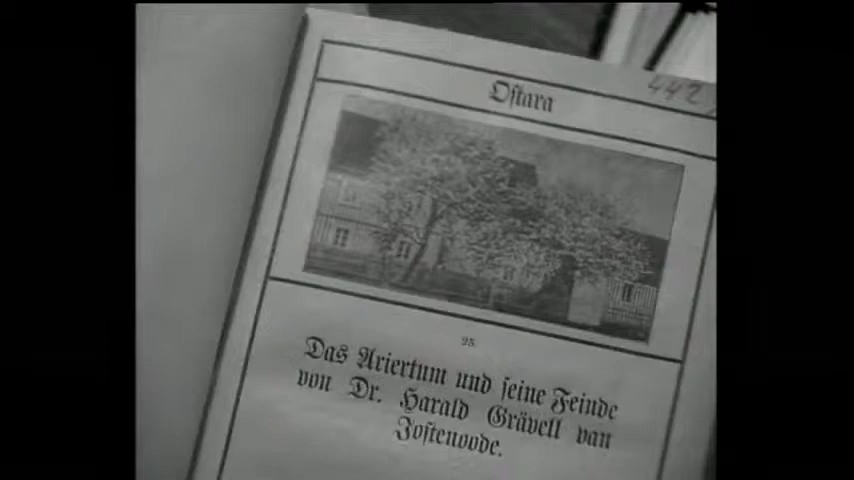 Ostara
442
25.
Das Ariertum und seine Feinde
von Dr. Harald Grävell van
Jostenoode.